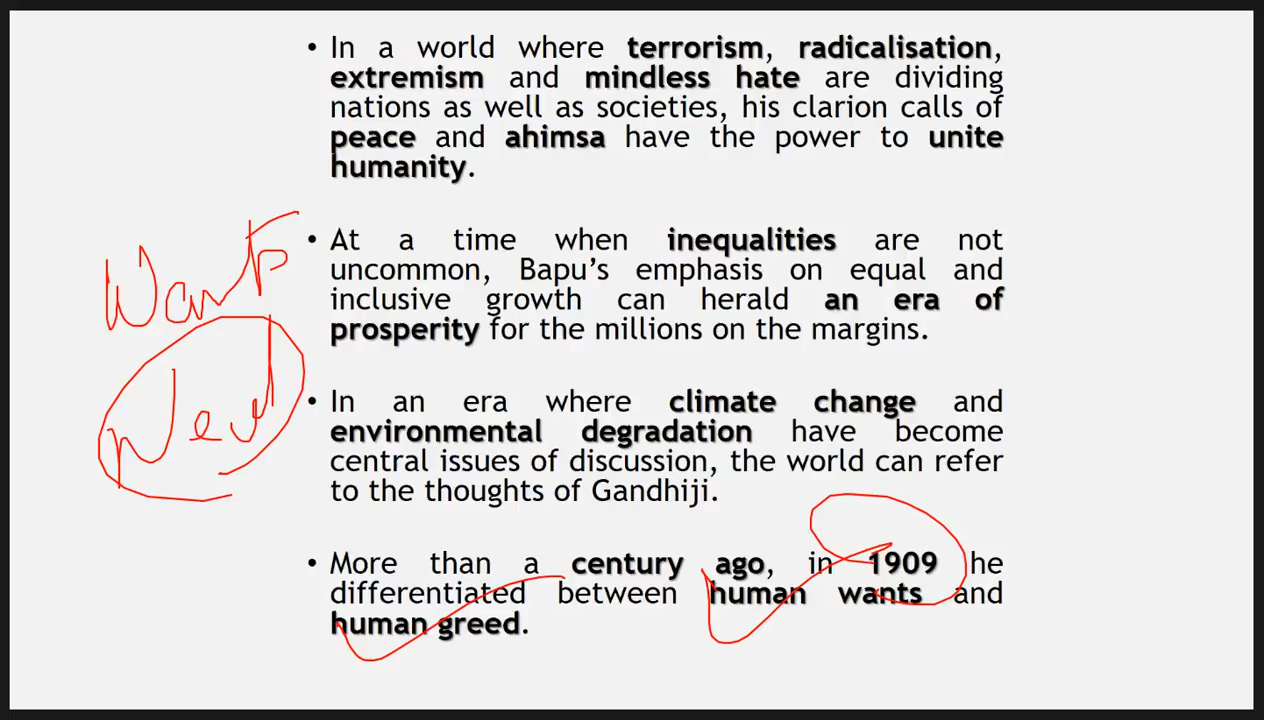 • In a world where terrorism, radicalisation,
extremism and mindless hate are dividing
nations as well as societies, his clarion calls of
peace and ahimsa have the power to unite
humanity.
Wants
• At a time when inequalities are not
uncommon, Bapu's emphasis on equal and
inclusive growth can herald an era of
prosperity for the millions on the margins.
Need
• In an era where climate change and
environmental degradation have become
central issues of discussion, the world can refer
to the thoughts of Gandhiji.
• More than a century ago, in 1909 he
differentiated between human wants and
human greed.